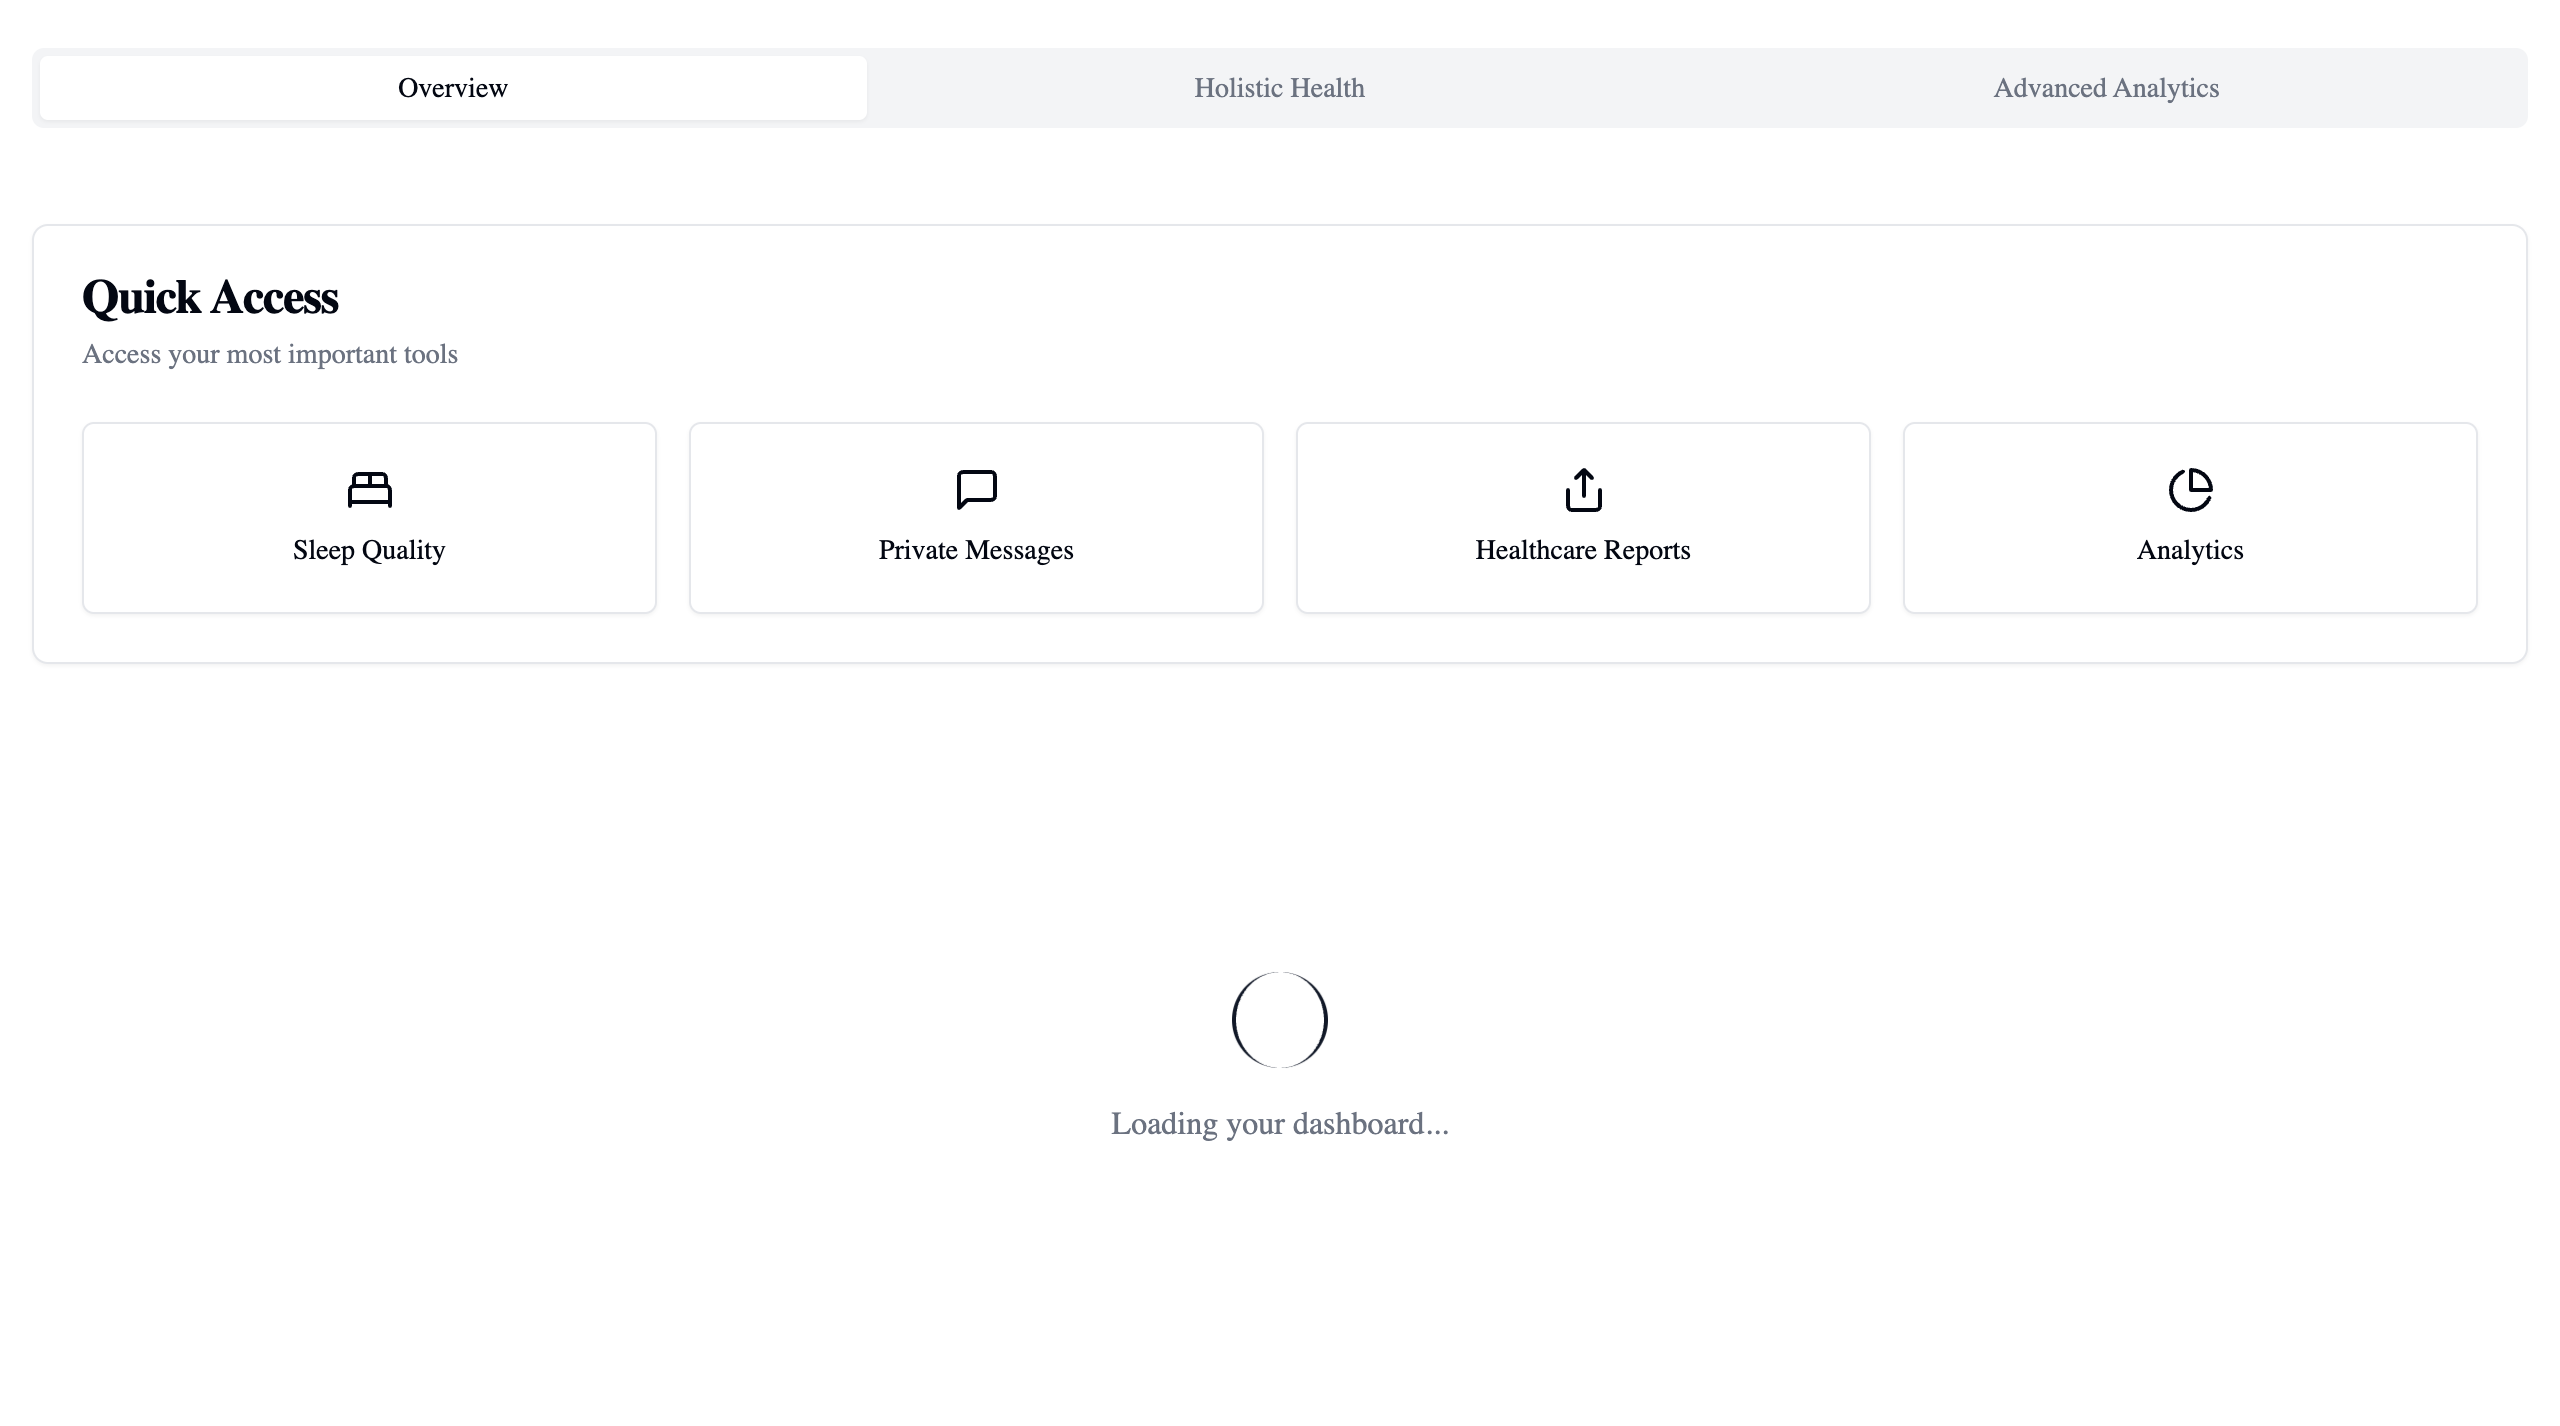 Overview
Holistic Health
Advanced Analytics
Quick Access
Access your most important tools
Sleep Quality
Private Messages
Healthcare Reports
Analytics
Loading your dashboard...